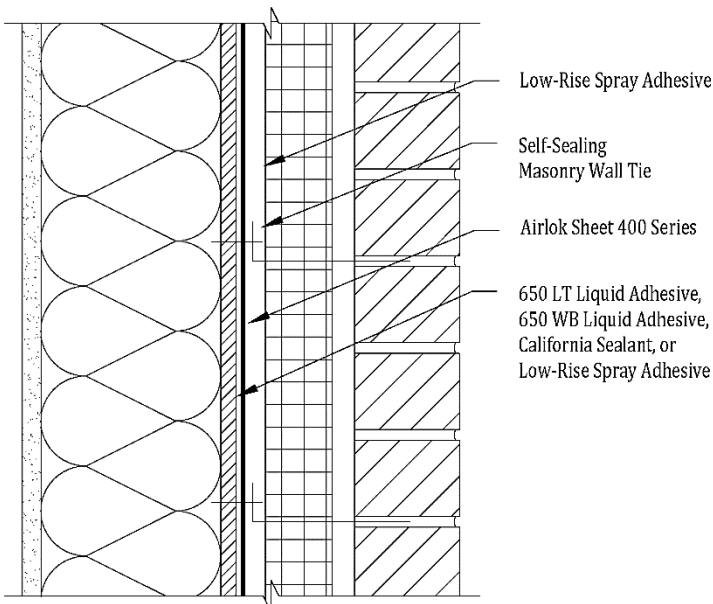 Low-Rise Spray Adhesive
Self-Sealing
Masonry Wall Tie
Airlok Sheet 400 Series
650 LT Liquid Adhesive,
650 WB Liquid Adhesive,
California Sealant, or
Low-Rise Spray Adhesive